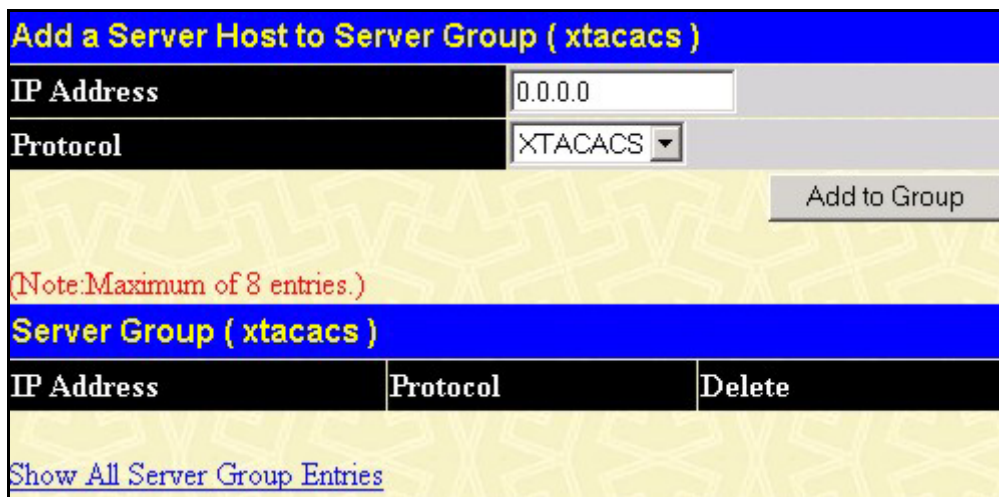 Add a Server Host to Server Group ( xtacacs )
IP Address 0.0.0.0
Protocol XTACACS
Add to Group
(Note:Maximum of 8 entries.)
Server Group ( xtacacs )
IP Address Protocol Delete
Show All Server Group Entries